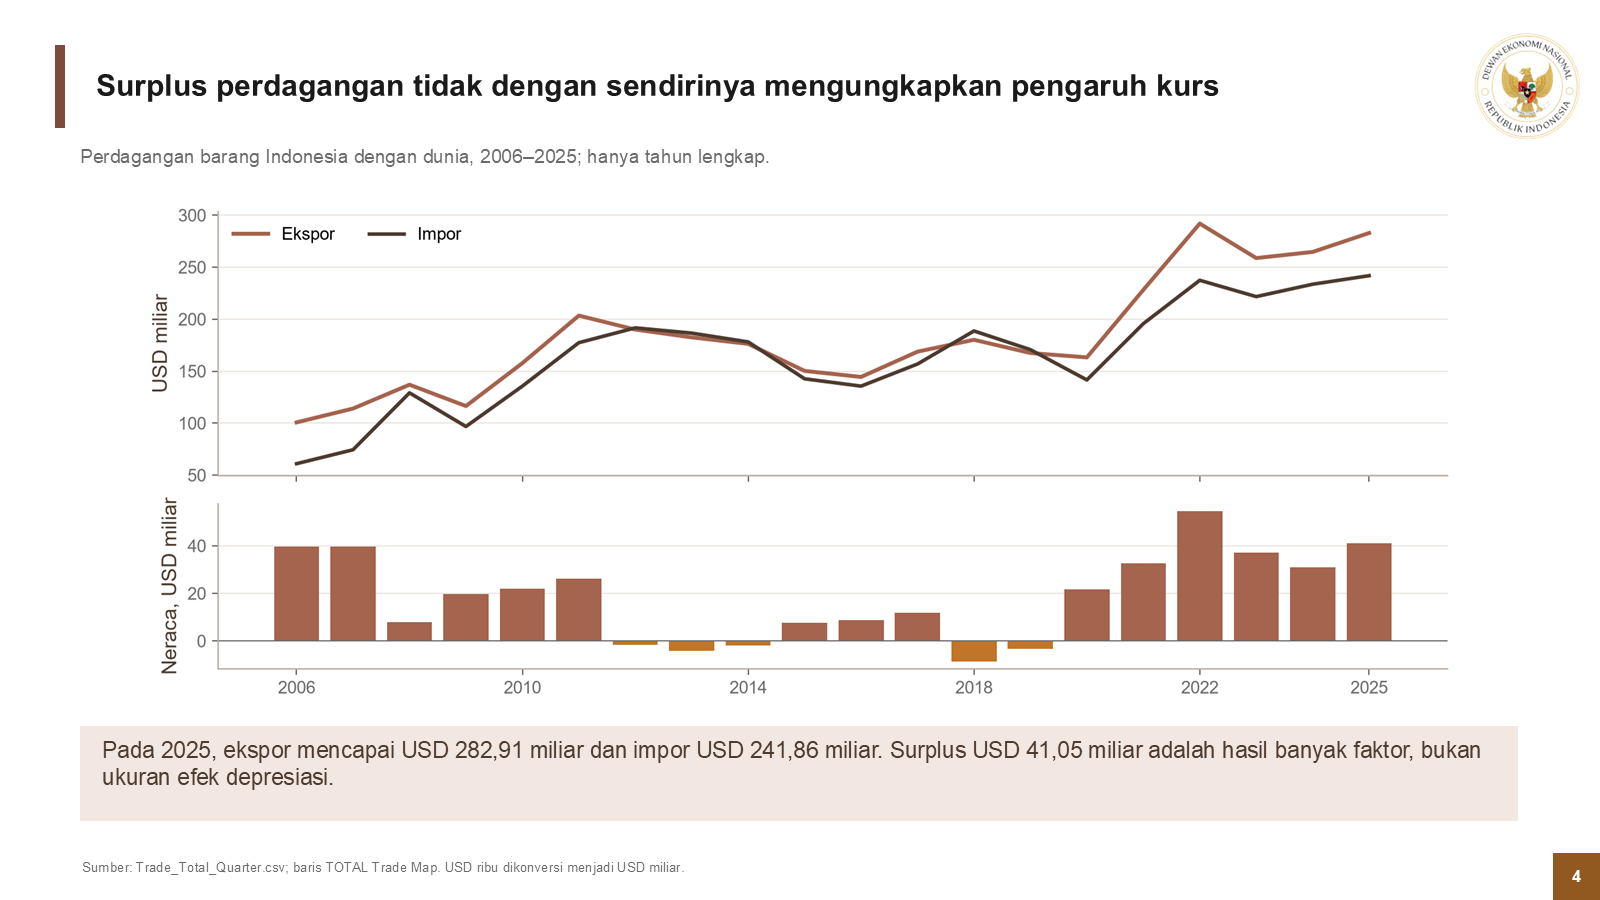 Surplus perdagangan tidak dengan sendirinya mengungkapkan pengaruh kurs
DEWAN EKONOMI NASIONAL
REPUBLIK INDONESIA
Perdagangan barang Indonesia dengan dunia, 2006–2025; hanya tahun lengkap.
USD miliar
300
250
200
150
100
50
Ekspor
Impor
Neraca, USD miliar
40
20
0
2006
2010
2014
2018
2022
2025
Pada 2025, ekspor mencapai USD 282,91 miliar dan impor USD 241,86 miliar. Surplus USD 41,05 miliar adalah hasil banyak faktor, bukan
ukuran efek depresiasi.
Sumber: Trade_Total_Quarter.csv; baris TOTAL Trade Map. USD ribu dikonversi menjadi USD miliar.
4